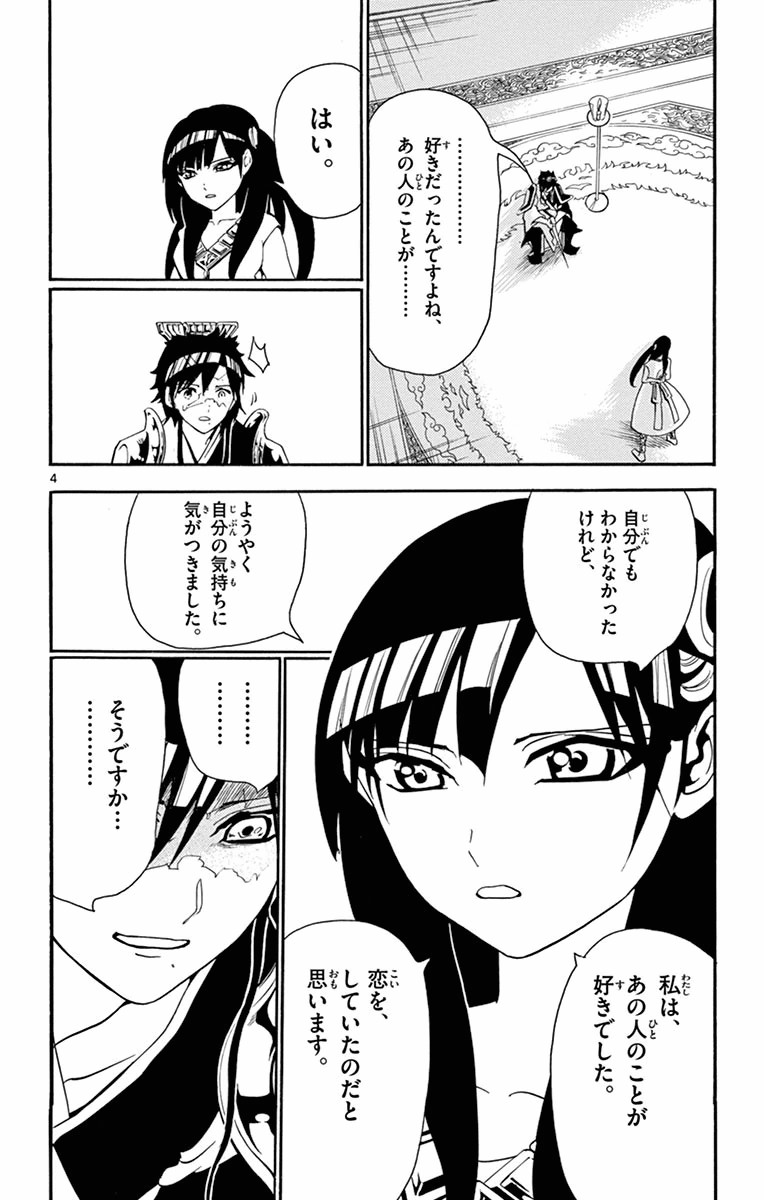 ………………
好きだったんですよね、
あの人のことが………
はい。
4
自分でも
わからなかった
けれど、
ようやく
自分の気持ちに
気がつきました。
私は、
あの人のことが
好きでした。
恋を、
していたのだと
思います。
………
………
そうですか…
………